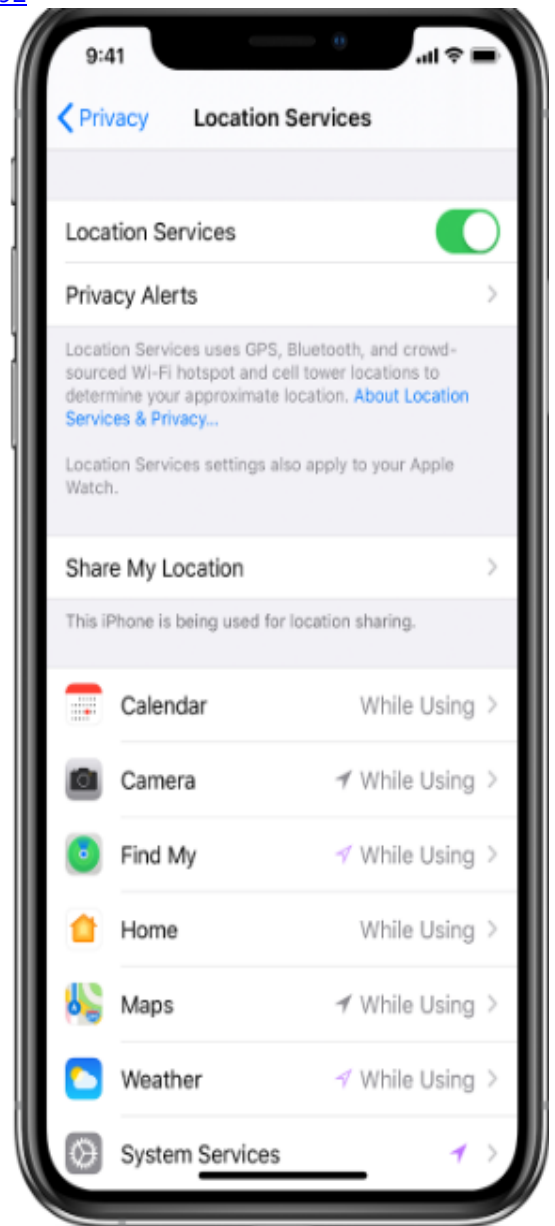 9:41
Privacy Location Services
Location Services
Privacy Alerts
Location Services uses GPS, Bluetooth, and crowd-
sourced Wi-Fi hotspot and cell tower locations to
determine your approximate location. About Location
Services & Privacy...
Location Services settings also apply to your Apple
Watch.
Share My Location
This iPhone is being used for location sharing.
Calendar While Using
Camera While Using
Find My While Using
Home While Using
Maps While Using
Weather While Using
System Services